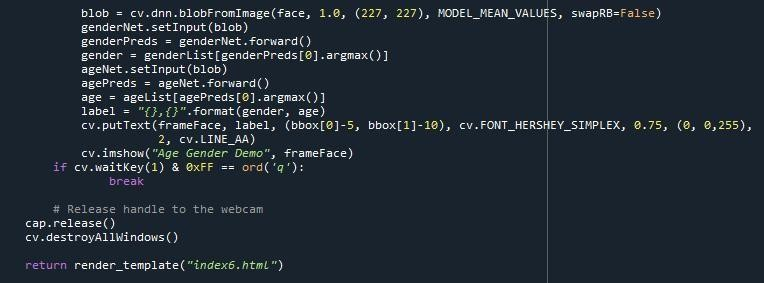 blob = cv.dnn.blobFromImage(face, 1.0, (227, 227), MODEL_MEAN_VALUES, swapRB=False)
genderNet.setInput(blob)
genderPreds = genderNet.forward()
gender = genderList[genderPreds[0].argmax()]
ageNet.setInput(blob)
agePreds = ageNet.forward()
age = ageList[agePreds[0].argmax()]
label = "{},{}".format(gender, age)
cv.putText(frameFace, label, (bbox[0]-5, bbox[1]-10), cv.FONT_HERSHEY_SIMPLEX, 0.75, (0, 0,255),
2, cv.LINE_AA)
cv.imshow("Age Gender Demo", frameFace)
if cv.waitKey(1) & 0xFF == ord('q'):
break
# Release handle to the webcam
cap.release()
cv.destroyAllWindows()
return render_template("index6.html")